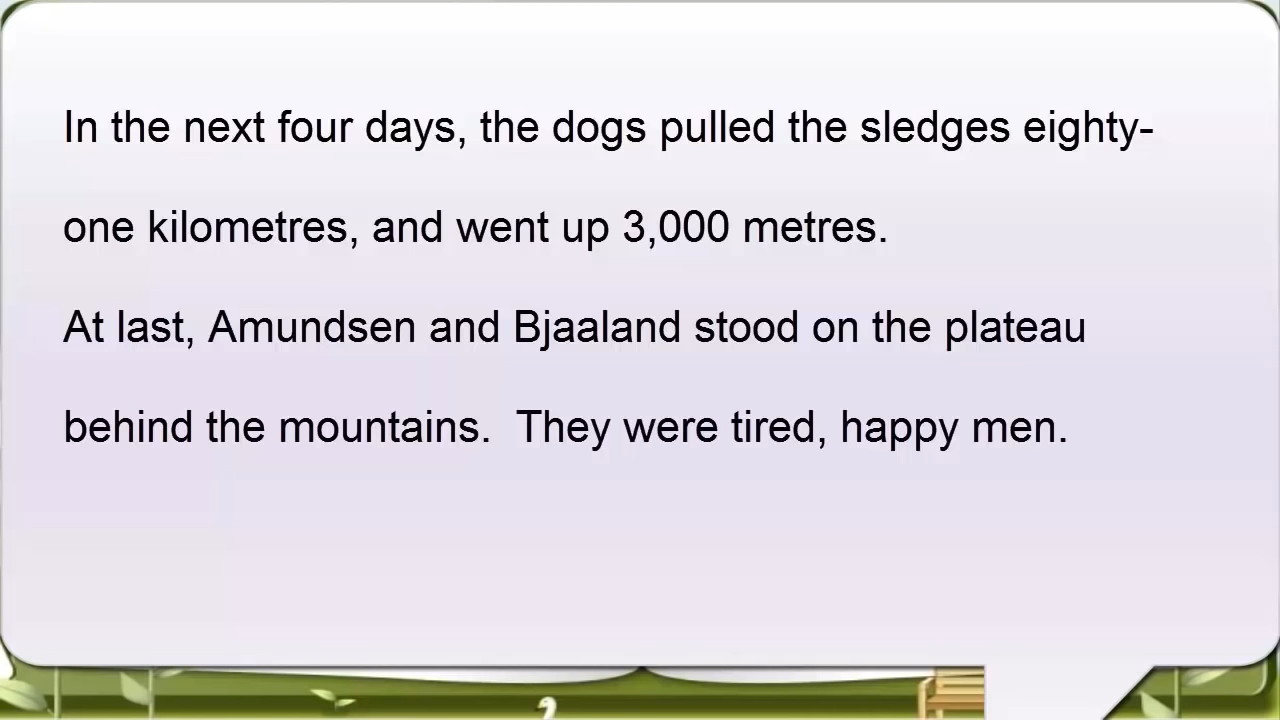 In the next four days, the dogs pulled the sledges eighty-
one kilometres, and went up 3,000 metres.
At last, Amundsen and Bjaaland stood on the plateau
behind the mountains.  They were tired, happy men.